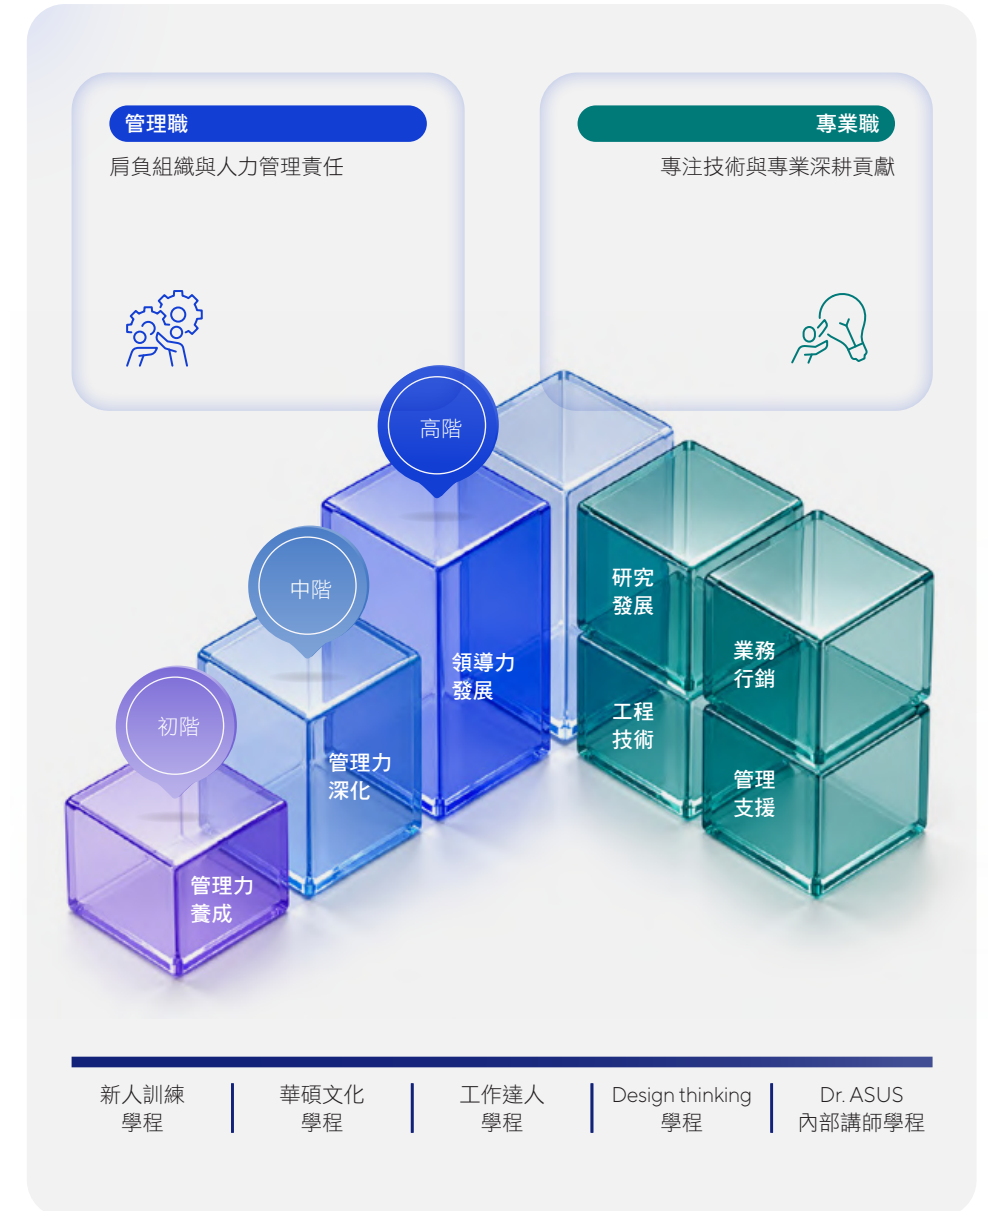 管理職
肩負組織與人力管理責任
專業職
專注技術與專業深耕貢獻
高階
中階
初階
領導力
發展
管理力
深化
管理力
養成
研究
發展
工程
技術
業務
行銷
管理
支援
新人訓練
學程
華碩文化
學程
工作達人
學程
Design thinking
學程
Dr. ASUS
內部講師學程